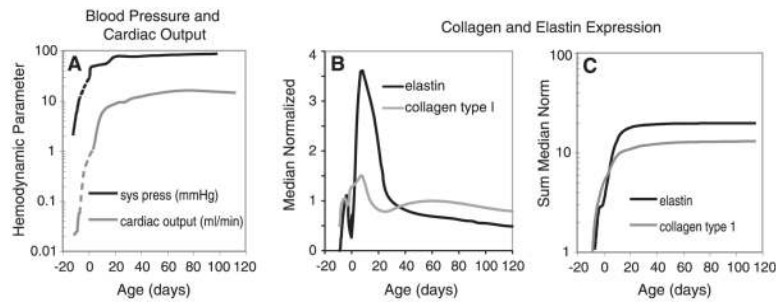 Blood Pressure and
Cardiac Output
Collagen and Elastin Expression
A
Hemodynamic Parameter
100
10
1
0.1
0.01
sys press (mmHg)
cardiac output (ml/min)
-20 0 20 40 60 80 100 120
Age (days)
B
Median Normalized
4
3
2
1
0
elastin
collagen type I
-20 0 20 40 60 80 100 120
Age (days)
C
Sum Median Norm
100
10
1
elastin
collagen type 1
-20 0 20 40 60 80 100 120
Age (days)